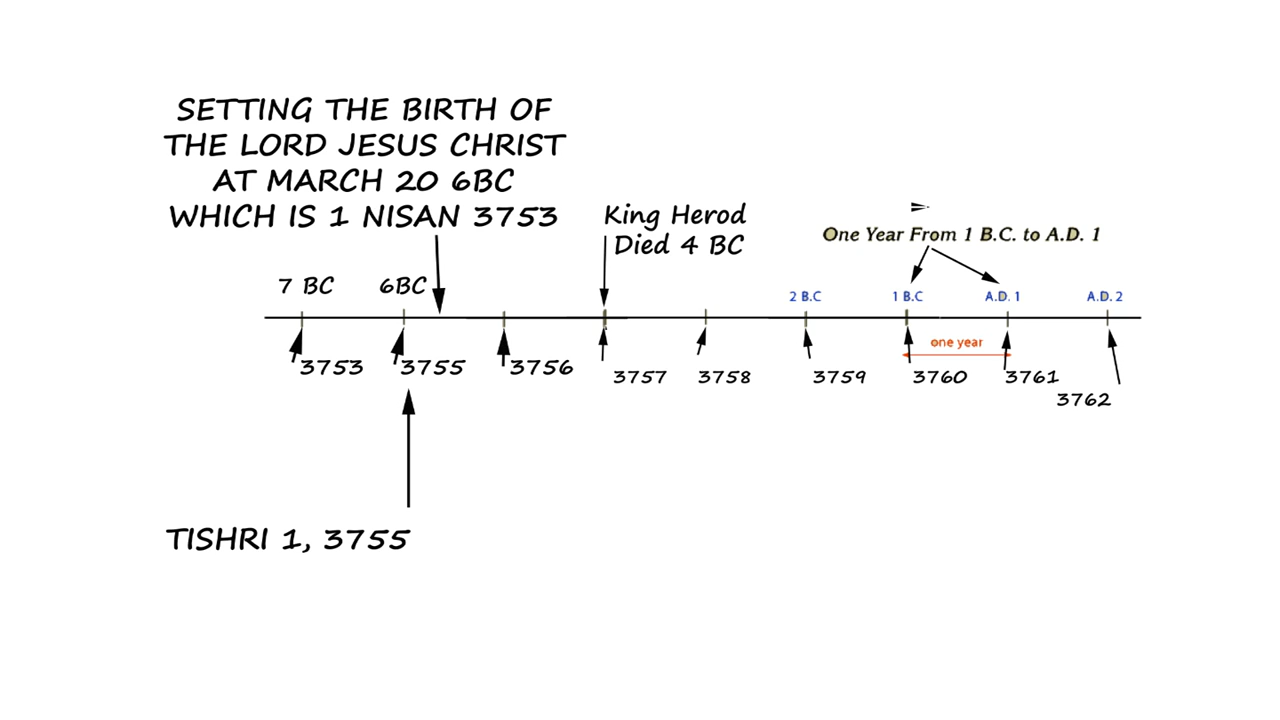 SETTING THE BIRTH OF
THE LORD JESUS CHRIST
AT MARCH 20 6BC
WHICH IS 1 NISAN 3753
King Herod
Died 4 BC
One Year From 1 B.C. to A.D. 1
7 BC 6BC 2 B.C 1 B.C A.D. 1 A.D. 2
one year
3753 3755 3756 3757 3758 3759 3760 3761
3762
TISHRI 1, 3755